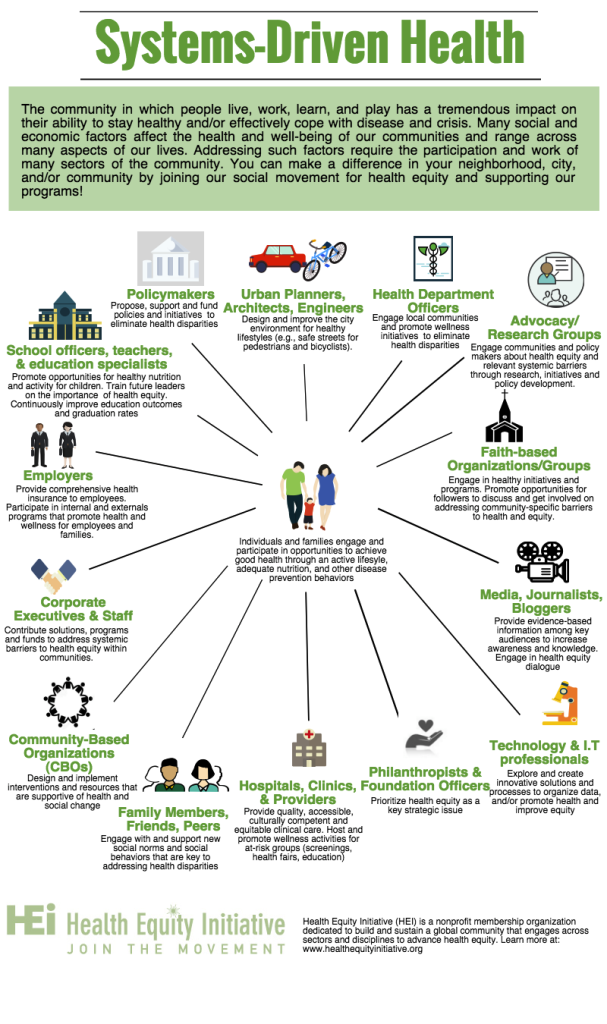 Systems-Driven Health
The community in which people live, work, learn, and play has a tremendous impact on
their ability to stay healthy and/or effectively cope with disease and crisis. Many social and
economic factors affect the health and well-being of our communities and range across
many aspects of our lives. Addressing such factors require the participation and work of
many sectors of the community. You can make a difference in your neighborhood, city,
and/or community by joining our social movement for health equity and supporting our
programs!
Policymakers
Propose, support and fund
policies and initiatives to
eliminate health disparities
Urban Planners,
Architects, Engineers
Design and improve the city
environment for healthy
lifestyles (e.g., safe streets for
pedestrians and bicyclists).
Health Department
Officers
Engage local communities
and promote wellness
initiatives to eliminate
health disparities
Advocacy/
Research Groups
Engage communities and policy
makers about health equity and
relevant systemic barriers
through research, initiatives and
policy development.
School officers, teachers,
& education specialists
Promote opportunities for healthy nutrition
and activity for children. Train future leaders
on the importance of health equity.
Continuously improve education outcomes
and graduation rates
Faith-based
Organizations/Groups
Engage in healthy initiatives and
programs. Promote opportunities for
followers to discuss and get involved on
addressing community-specific barriers
to health and equity.
Employers
Provide comprehensive health
insurance to employees.
Participate in internal and externals
programs that promote health and
wellness for employees and
families.
Individuals and families engage and
participate in opportunities to achieve
good health through an active lifesyle,
adequate nutrition, and other disease
prevention behaviors
Media, Journalists,
Bloggers
Provide evidence-based
information among key
audiences to increase
awareness and knowledge.
Engage in health equity
dialogue
Corporate
Executives & Staff
Contribute solutions, programs
and funds to address systemic
barriers to health equity within
communities.
Community-Based
Organizations
(CBOs)
Design and implement
interventions and resources that
are supportive of health and
social change
Family Members,
Friends, Peers
Engage with and support new
social norms and social
behaviors that are key to
addressing health disparities
Hospitals, Clinics,
& Providers
Provide quality, accessible,
culturally competent and
equitable clinical care. Host and
promote wellness activities for
at-risk groups (screenings,
health fairs, education)
Philanthropists &
Foundation Officers
Prioritize health equity as a
key strategic issue
Technology & I.T
professionals
Explore and create
innovative solutions and
processes to organize data,
and/or promote health and
improve equity
HEi Health Equity Initiative
JOIN THE MOVEMENT
Health Equity Initiative (HEI) is a nonprofit membership organization
dedicated to build and sustain a global community that engages across
sectors and disciplines to advance health equity. Learn more at:
www.healthequityinitiative.org